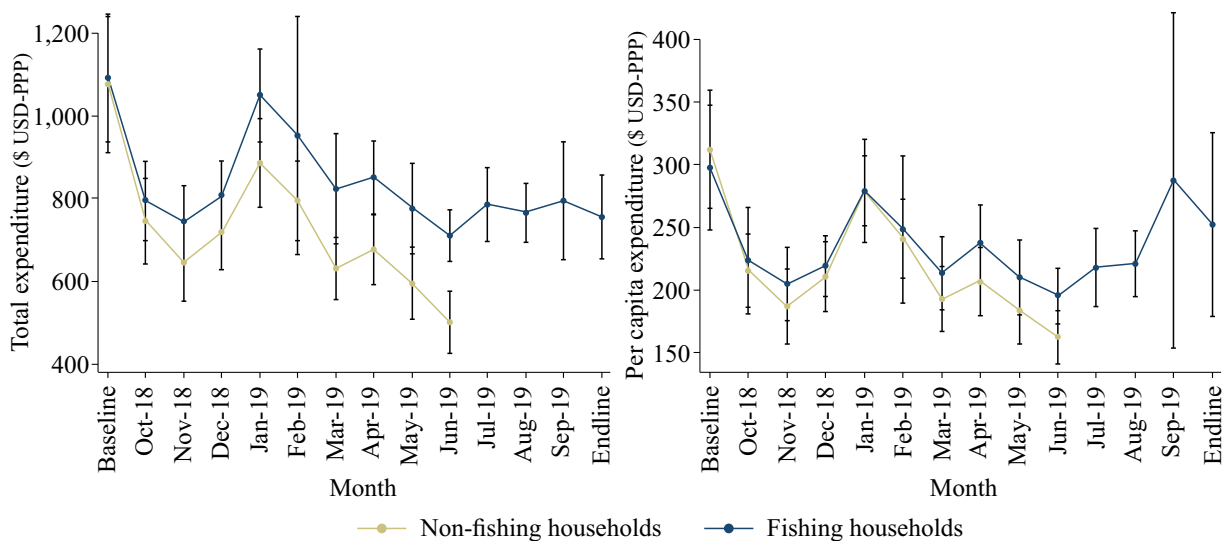 Total expenditure ($ USD-PPP)
1,200
1,000
800
600
400
Baseline
Oct-18
Nov-18
Dec-18
Jan-19
Feb-19
Mar-19
Apr-19
May-19
Jun-19
Jul-19
Aug-19
Sep-19
Endline
Month
Per capita expenditure ($ USD-PPP)
400
350
300
250
200
150
Baseline
Oct-18
Nov-18
Dec-18
Jan-19
Feb-19
Mar-19
Apr-19
May-19
Jun-19
Jul-19
Aug-19
Sep-19
Endline
Month
Non-fishing households
Fishing households